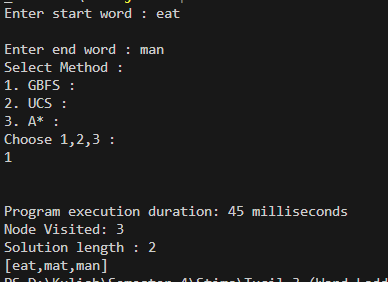 Enter start word : eat
Enter end word : man
Select Method :
1. GBFS :
2. UCS :
3. A* :
Choose 1,2,3 :
1
Program execution duration: 45 milliseconds
Node Visited: 3
Solution length : 2
[eat,mat,man]